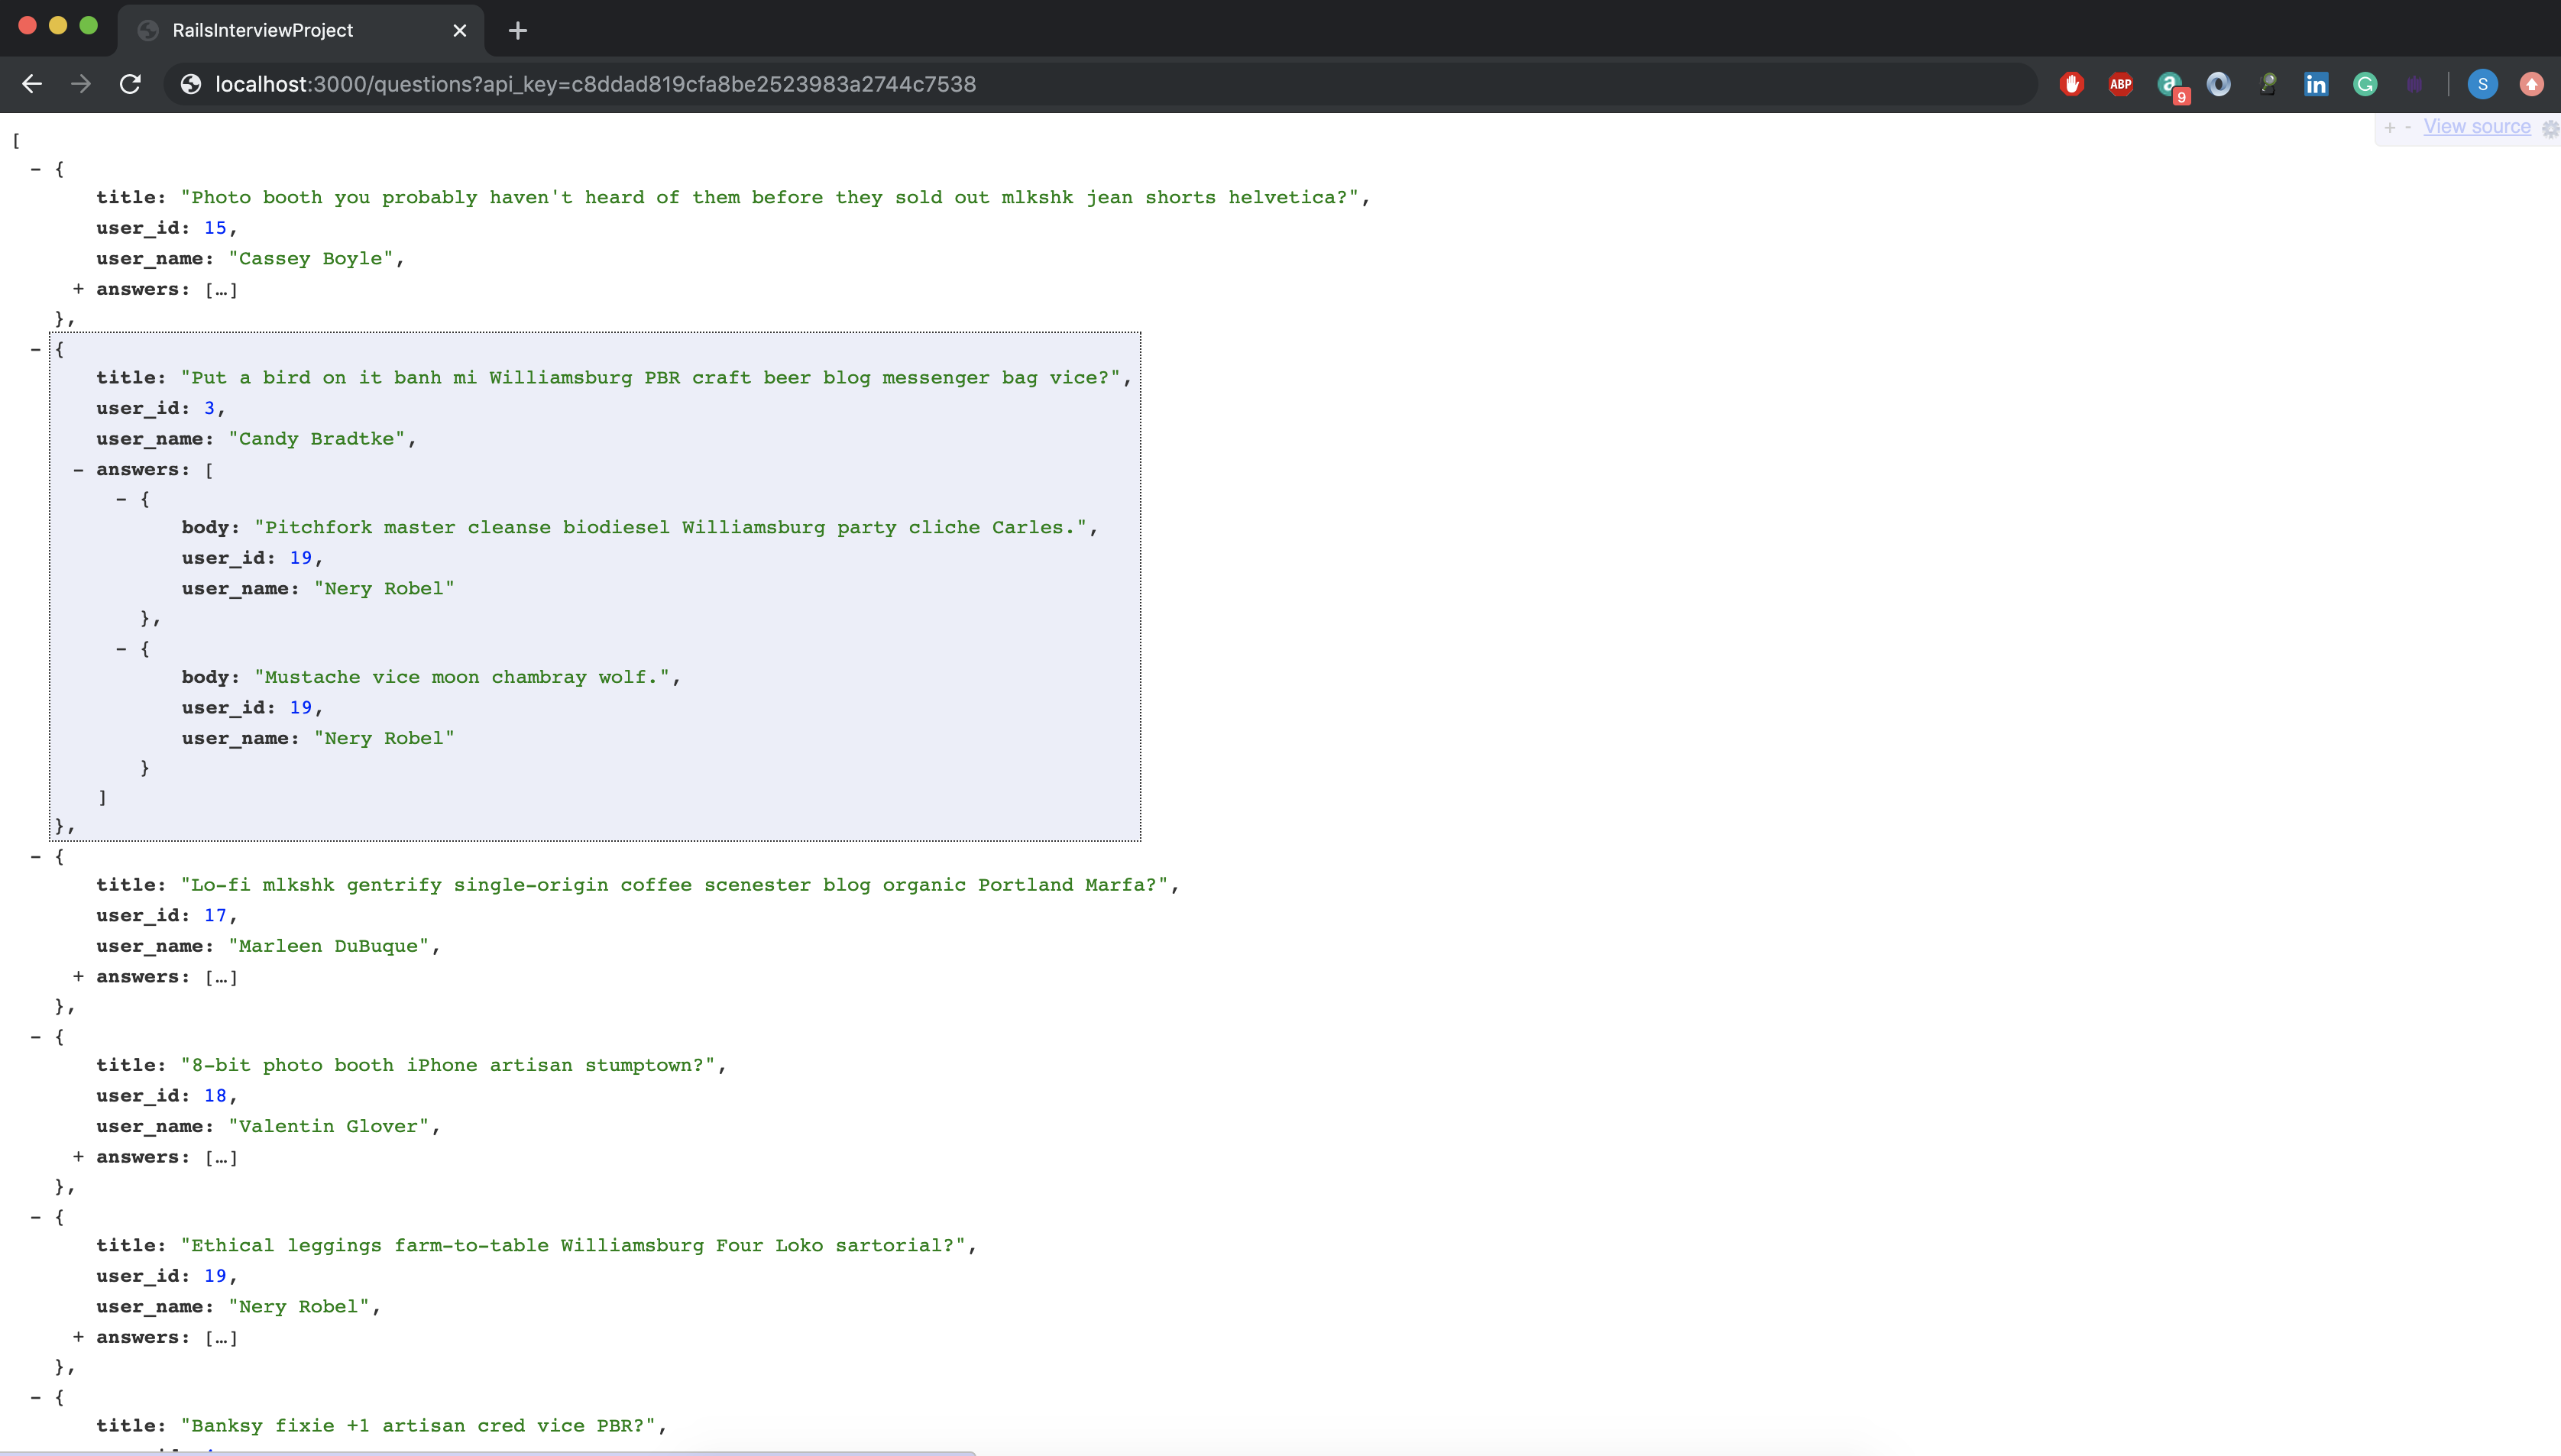 RailsInterviewProject
localhost:3000/questions?api_key=c8ddad819cfa8be2523983a2744c7538
ABP
a
9
in
G
S
+ - View source
[
- {
title: "Photo booth you probably haven't heard of them before they sold out mlkshk jean shorts helvetica?",
user_id: 15,
user_name: "Cassey Boyle",
+ answers: […]
},
- {
title: "Put a bird on it banh mi Williamsburg PBR craft beer blog messenger bag vice?",
user_id: 3,
user_name: "Candy Bradtke",
- answers: [
- {
body: "Pitchfork master cleanse biodiesel Williamsburg party cliche Carles.",
user_id: 19,
user_name: "Nery Robel"
},
- {
body: "Mustache vice moon chambray wolf.",
user_id: 19,
user_name: "Nery Robel"
}
]
},
- {
title: "Lo-fi mlkshk gentrify single-origin coffee scenester blog organic Portland Marfa?",
user_id: 17,
user_name: "Marleen DuBuque",
+ answers: […]
},
- {
title: "8-bit photo booth iPhone artisan stumptown?",
user_id: 18,
user_name: "Valentin Glover",
+ answers: […]
},
- {
title: "Ethical leggings farm-to-table Williamsburg Four Loko sartorial?",
user_id: 19,
user_name: "Nery Robel",
+ answers: […]
},
- {
title: "Banksy fixie +1 artisan cred vice PBR?",